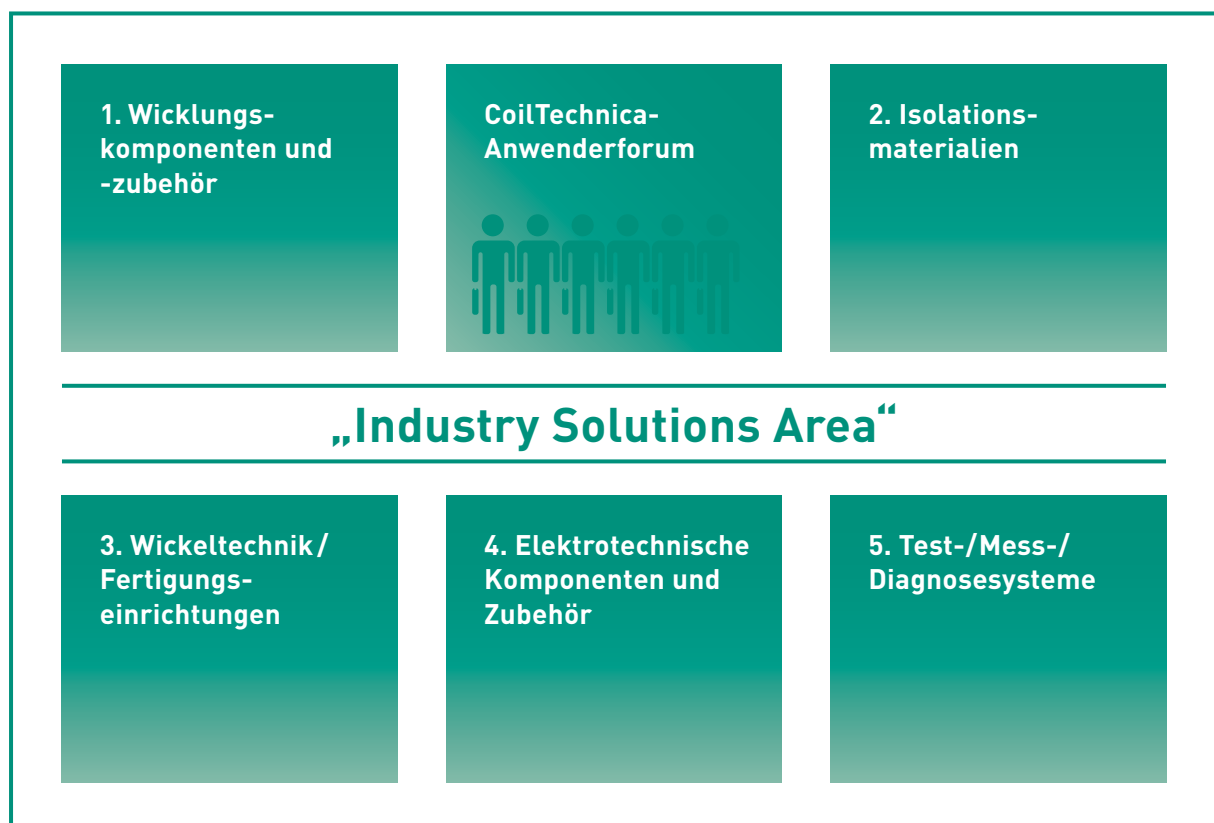 1. Wicklungs-
komponenten und
-zubehör
CoilTechnica-
Anwenderforum
2. Isolations-
materialien
„Industry Solutions Area“
3. Wickeltechnik/
Fertigungs-
einrichtungen
4. Elektrotechnische
Komponenten und
Zubehör
5. Test-/Mess-/
Diagnosesysteme